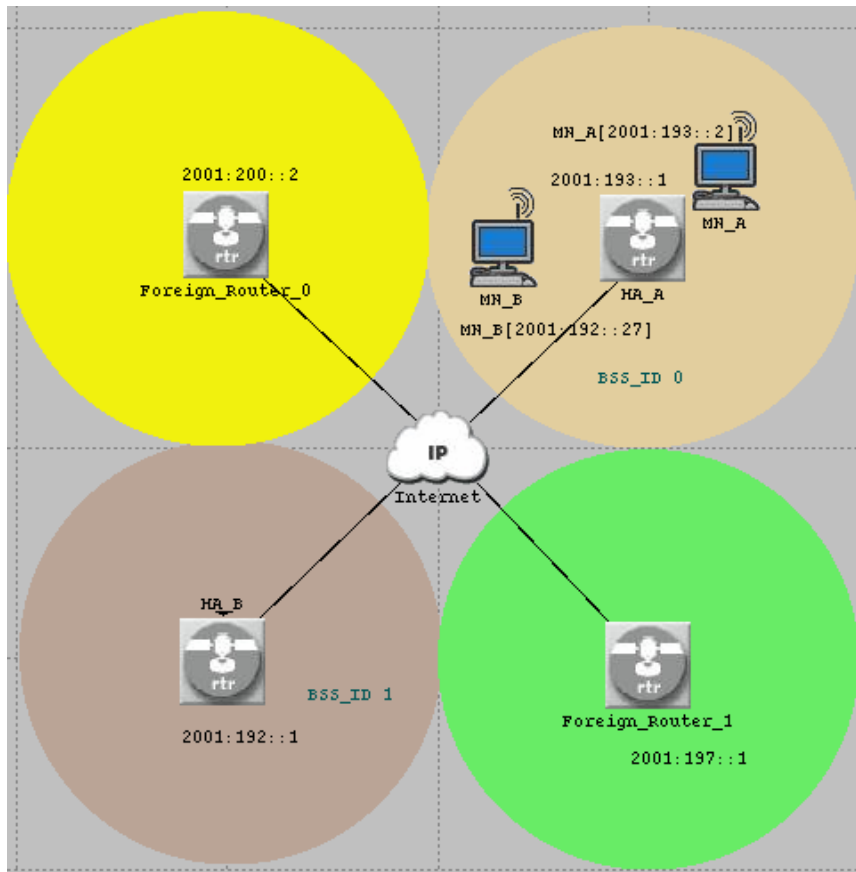 MN_A[2001:193::2]
2001:200::2
2001:193::1
rtr
rtr
MN_A
Foreign_Router_0
MN_B
HA_A
MN_B[2001:192::27]
BSS_ID 0
IP
Internet
HA_B
rtr
rtr
BSS_ID 1
Foreign_Router_1
2001:192::1
2001:197::1